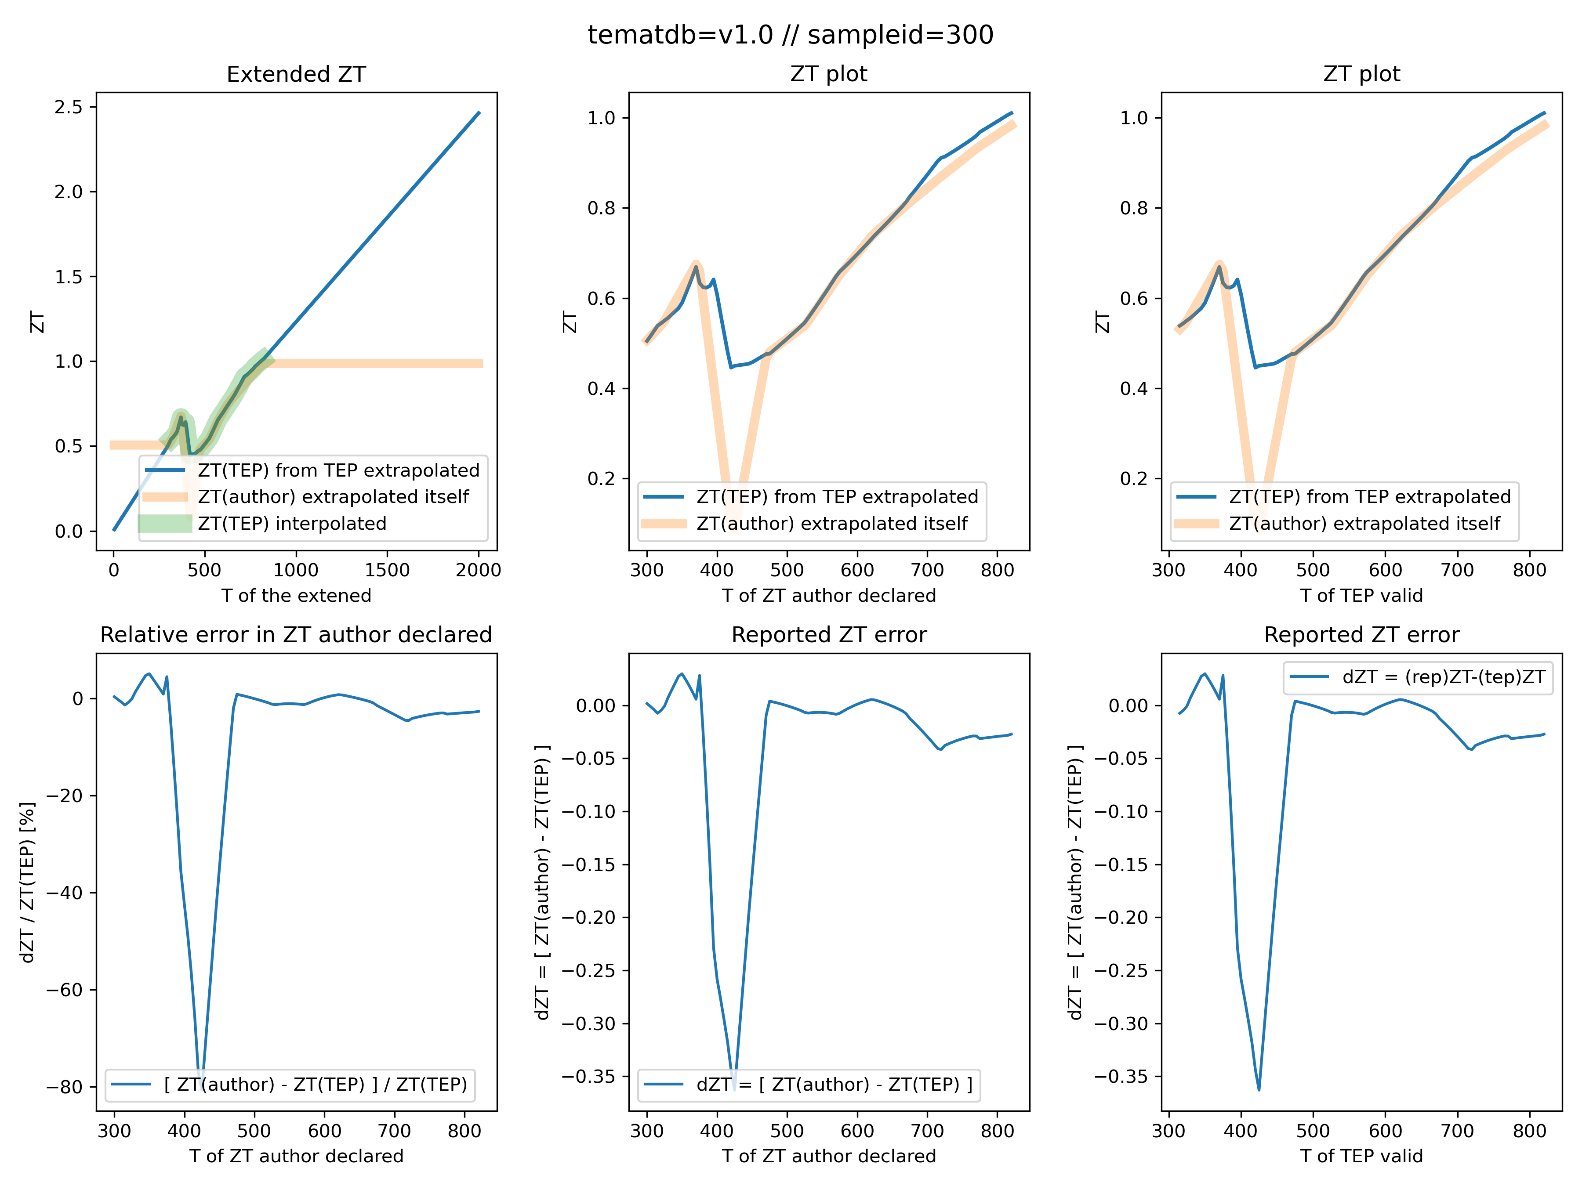 tematdb=v1.0 // sampleid=300
Extended ZT
ZT
2.5
2.0
1.5
1.0
0.5
0.0
ZT(TEP) from TEP extrapolated
ZT(author) extrapolated itself
ZT(TEP) interpolated
0 500 1000 1500 2000
T of the extened
ZT plot
ZT
1.0
0.8
0.6
0.4
0.2
ZT(TEP) from TEP extrapolated
ZT(author) extrapolated itself
300 400 500 600 700 800
T of ZT author declared
ZT plot
ZT
1.0
0.8
0.6
0.4
0.2
ZT(TEP) from TEP extrapolated
ZT(author) extrapolated itself
300 400 500 600 700 800
T of TEP valid
Relative error in ZT author declared
dZT / ZT(TEP) [%]
0
−20
−40
−60
−80
[ ZT(author) - ZT(TEP) ] / ZT(TEP)
300 400 500 600 700 800
T of ZT author declared
Reported ZT error
dZT = [ ZT(author) - ZT(TEP) ]
0.00
−0.05
−0.10
−0.15
−0.20
−0.25
−0.30
−0.35
dZT = [ ZT(author) - ZT(TEP) ]
300 400 500 600 700 800
T of ZT author declared
Reported ZT error
dZT = [ ZT(author) - ZT(TEP) ]
dZT = (rep)ZT-(tep)ZT
0.00
−0.05
−0.10
−0.15
−0.20
−0.25
−0.30
−0.35
300 400 500 600 700 800
T of TEP valid